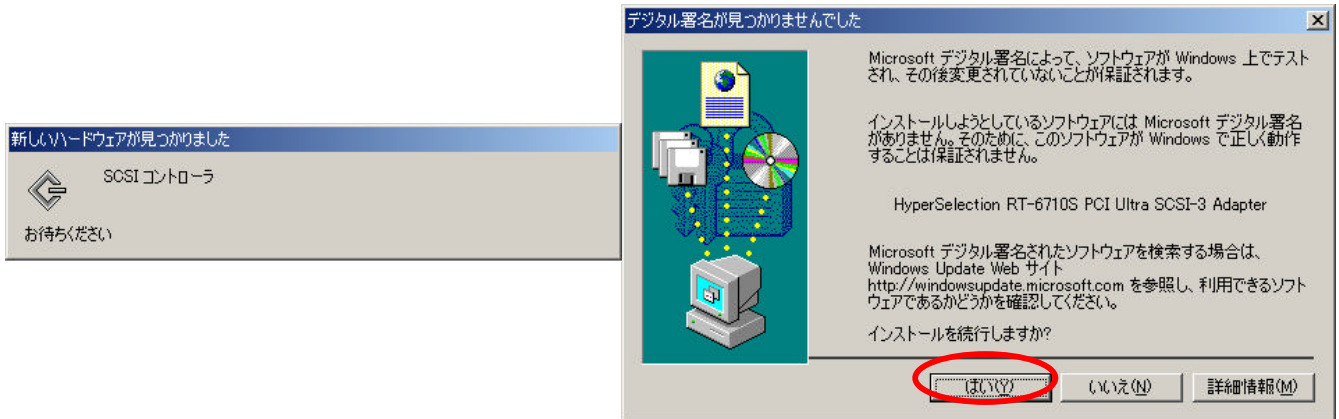 新しいハードウェアが見つかりました
SCSI コントローラ
お待ちください
デジタル署名が見つかりませんでした
Microsoft デジタル署名によって、ソフトウェアが Windows 上でテスト
され、その後変更されていないことが保証されます。
インストールしようとしているソフトウェアには Microsoft デジタル署名
がありません。そのために、このソフトウェアが Windows で正しく動作
することは保証されません。
HyperSelection RT-6710S PCI Ultra SCSI-3 Adapter
Microsoft デジタル署名されたソフトウェアを検索する場合は、
Windows Update Web サイト
http://windowsupdate.microsoft.com を参照し、利用できるソフト
ウェアであるかどうかを確認してください。
インストールを続行しますか?
はい(Y) いいえ(N) 詳細情報(M)